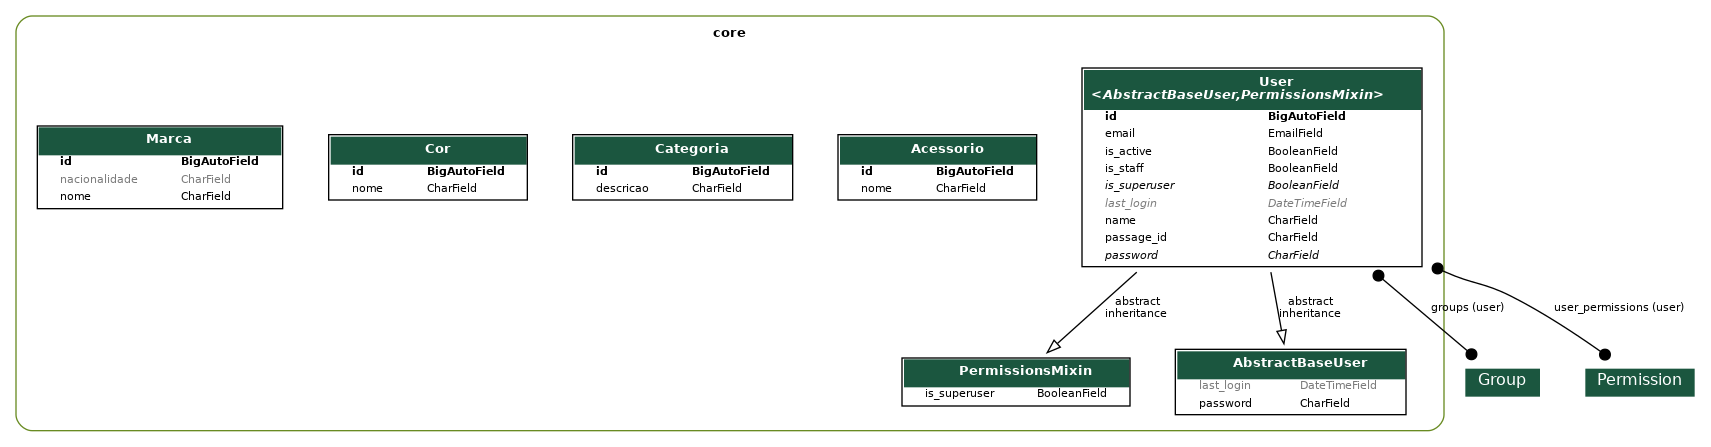 core
Marca
id BigAutoField
nacionalidade CharField
nome CharField
Cor
id BigAutoField
nome CharField
Categoria
id BigAutoField
descricao CharField
Acessorio
id BigAutoField
nome CharField
User
<AbstractBaseUser,PermissionsMixin>
id BigAutoField
email EmailField
is_active BooleanField
is_staff BooleanField
is_superuser BooleanField
last_login DateTimeField
name CharField
passage_id CharField
password CharField
abstract
inheritance
abstract
inheritance
groups (user)
user_permissions (user)
PermissionsMixin
is_superuser BooleanField
AbstractBaseUser
last_login DateTimeField
password CharField
Group
Permission